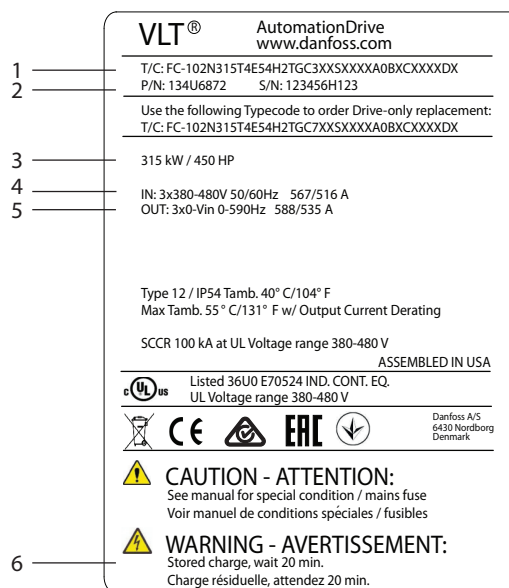 VLT® AutomationDrive
www.danfoss.com
1 T/C: FC-102N315T4E54H2TGC3XXSXXXXA0BXCXXXXDX
2 P/N: 134U6872 S/N: 123456H123
Use the following Typecode to order Drive-only replacement:
T/C: FC-102N315T4E54H2TGC7XXSXXXXA0BXCXXXXDX
3 315 kW / 450 HP
4 IN: 3x380-480V 50/60Hz 567/516 A
5 OUT: 3x0-Vin 0-590Hz 588/535 A
Type 12 / IP54 Tamb. 40° C/104° F
Max Tamb. 55° C/131° F w/ Output Current Derating
SCCR 100 kA at UL Voltage range 380-480 V
ASSEMBLED IN USA
c UL us Listed 36U0 E70524 IND. CONT. EQ.
UL Voltage range 380-480 V
CE EAC Danfoss A/S
6430 Nordborg
Denmark
CAUTION - ATTENTION:
See manual for special condition / mains fuse
Voir manuel de conditions spéciales / fusibles
WARNING - AVERTISSEMENT:
6 Stored charge, wait 20 min.
Charge résiduelle, attendez 20 min.